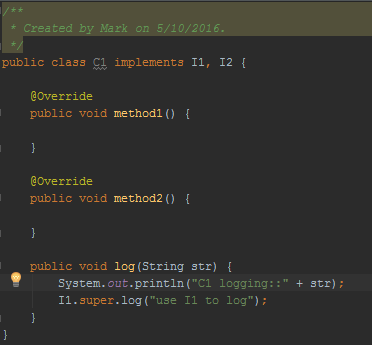 /**
 * Created by Mark on 5/10/2016.
 */
public class C1 implements I1, I2 {
    @Override
    public void method1() {
    }
    @Override
    public void method2() {
    }
    public void log(String str) {
        System.out.println("C1 logging::" + str);
        I1.super.log("use I1 to log");
    }
}